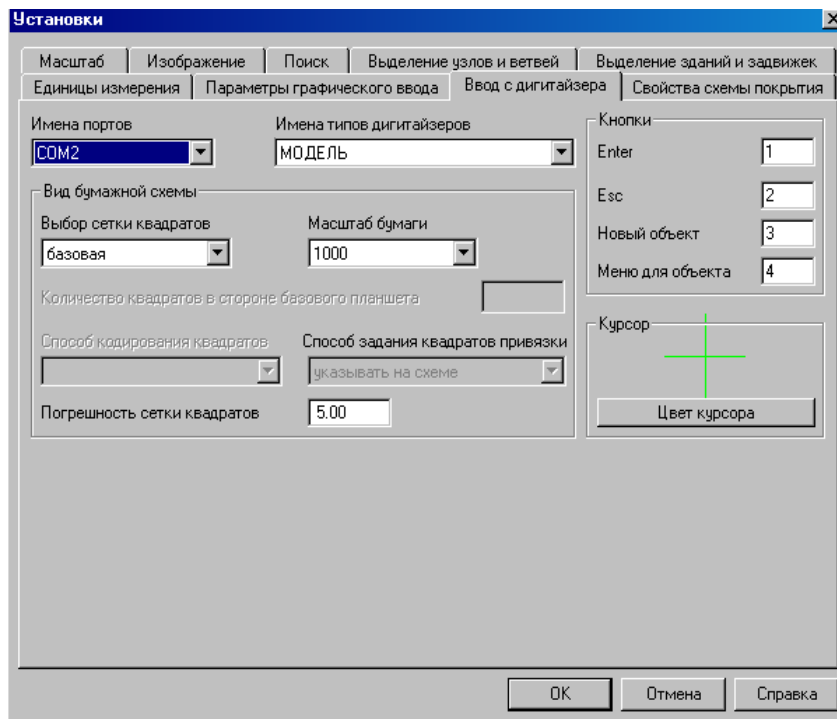 Установки
Масштаб Изображение Поиск Выделение узлов и ветвей Выделение зданий и задвижек
Единицы измерения Параметры графического ввода Ввод с дигитайзера Свойства схемы покрытия
Имена портов Имена типов дигитайзеров
COM2 МОДЕЛЬ
Вид бумажной схемы
Выбор сетки квадратов Масштаб бумаги
базовая 1000
Количество квадратов в стороне базового планшета
Способ кодирования квадратов Способ задания квадратов привязки
указывать на схеме
Погрешность сетки квадратов 5.00
Кнопки
Enter 1
Esc 2
Новый объект 3
Меню для объекта 4
Курсор
Цвет курсора
OK Отмена Справка